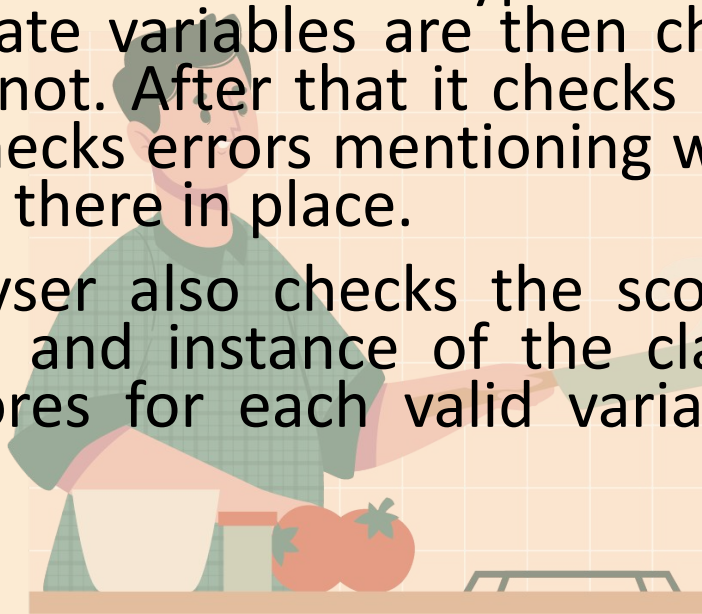 ate variables are then ch
not. After that it checks
ecks errors mentioning w
there in place.
yser also checks the sco
and instance of the cla
ores for each valid varia